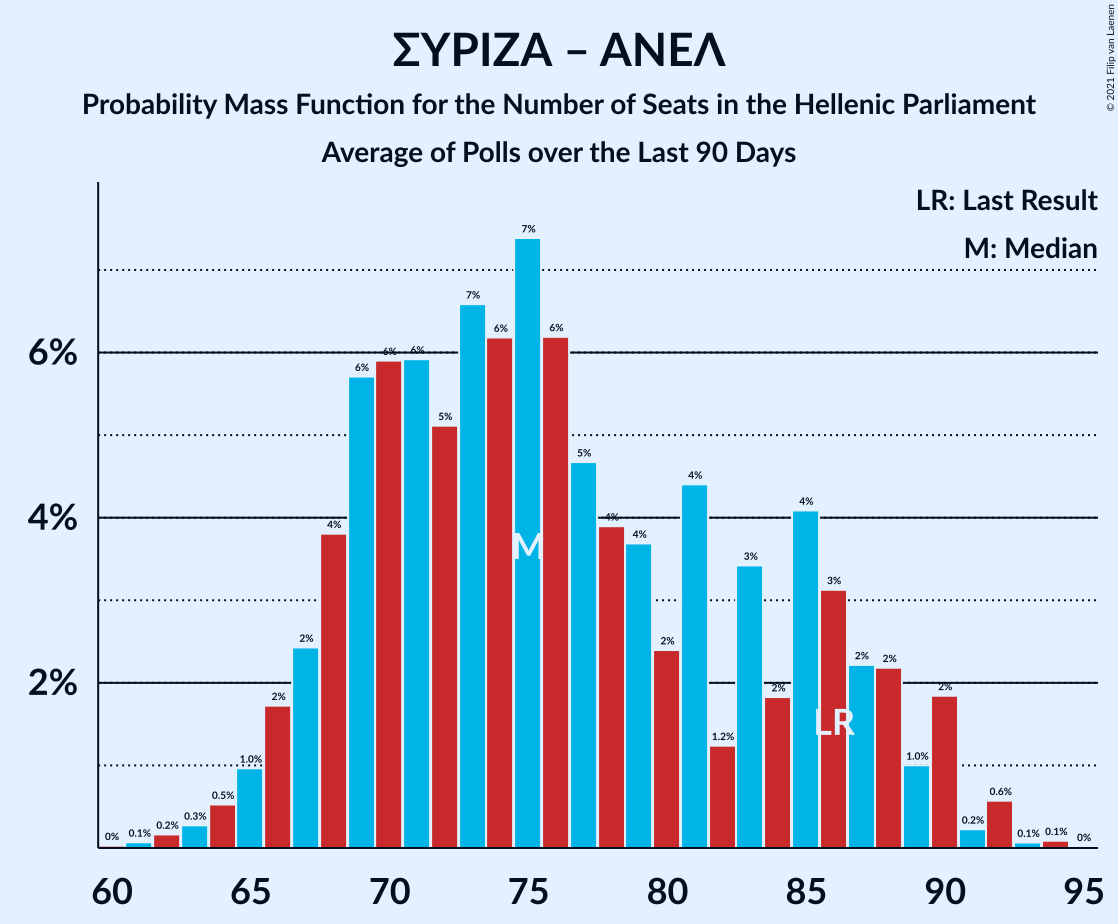 ΣΥΡΙΖΑ – ΑΝΕΛ
Probability Mass Function for the Number of Seats in the Hellenic Parliament
Average of Polls over the Last 90 Days
© 2021 Filip van Laenen
LR: Last Result
M: Median
6%
4%
2%
0% 0.1% 0.2% 0.3% 0.5% 1.0% 2% 2% 4% 6% 6% 6% 5% 7% 6% 7% 6% 5% 4% 4% 2% 4% 1.2% 3% 2% 4% 3% 2% 2% 1.0% 2% 0.2% 0.6% 0.1% 0.1% 0%
M
LR
60 65 70 75 80 85 90 95